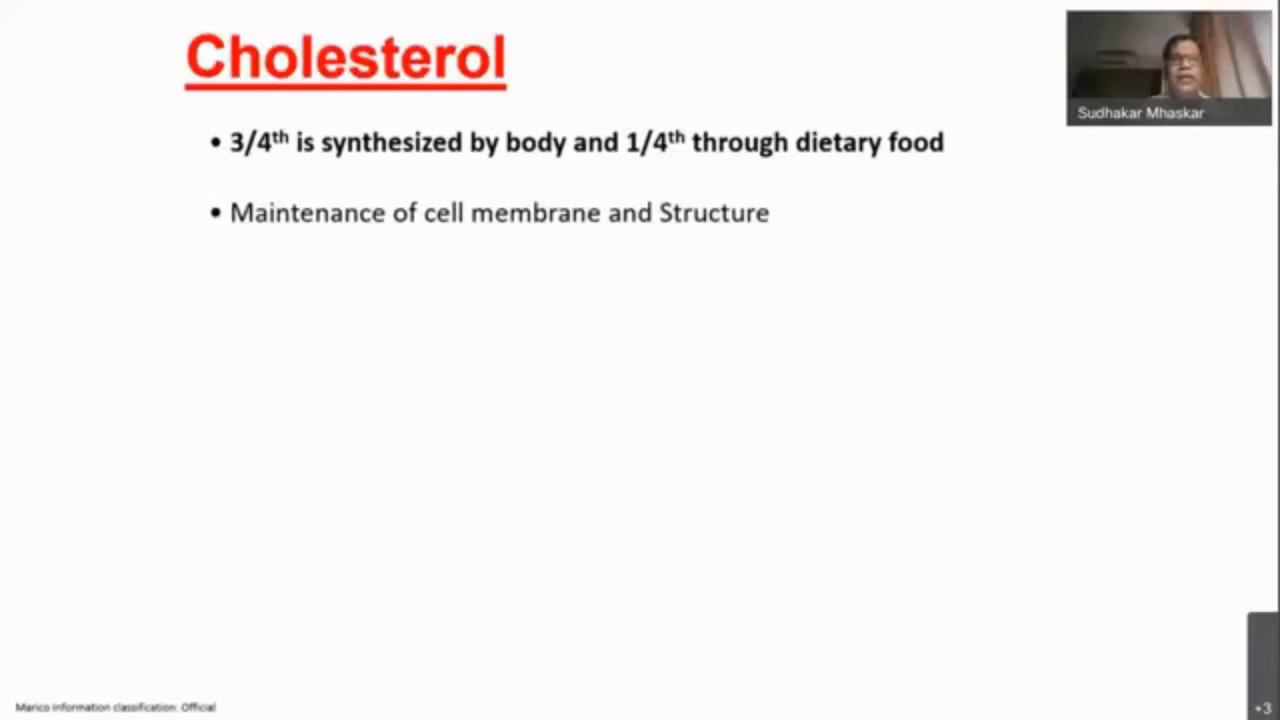 Cholesterol
Sudhakar Mhaskar
• 3/4th is synthesized by body and 1/4th through dietary food
• Maintenance of cell membrane and Structure
Marico Information classification: Official
+3